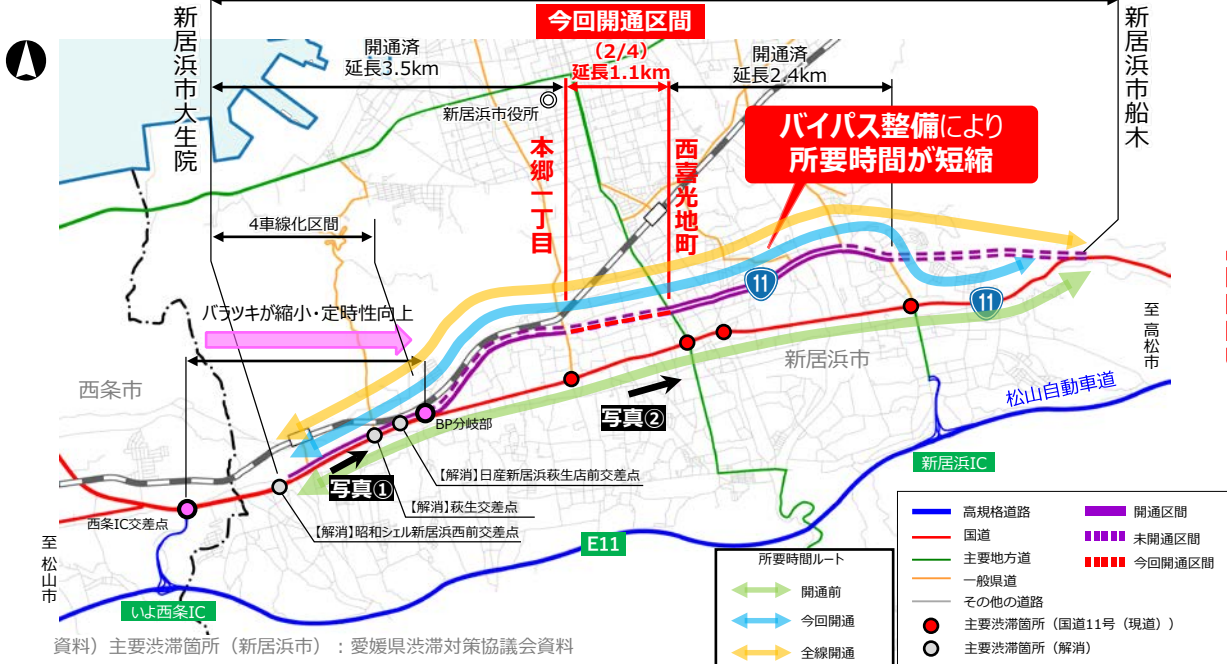 新居浜市大生院
新居浜市船木
今回開通区間
(2/4)
延長1.1km
開通済
延長3.5km
開通済
延長2.4km
新居浜市役所
本郷一丁目
西喜光地町
バイパス整備により
所要時間が短縮
4車線化区間
バラツキが縮小・定時性向上
11
11
西条市
新居浜市
至 高松市
松山自動車道
写真②
BP分岐部
【解消】日産新居浜萩生店前交差点
写真①
【解消】萩生交差点
【解消】昭和シェル新居浜西前交差点
西条IC交差点
至 松山市
新居浜IC
E11
いよ西条IC
所要時間ルート
開通前
今回開通
全線開通
高規格道路
国道
主要地方道
一般県道
その他の道路
主要渋滞箇所（国道11号（現道））
主要渋滞箇所（解消）
開通区間
未開通区間
今回開通区間
資料）主要渋滞箇所（新居浜市）：愛媛県渋滞対策協議会資料